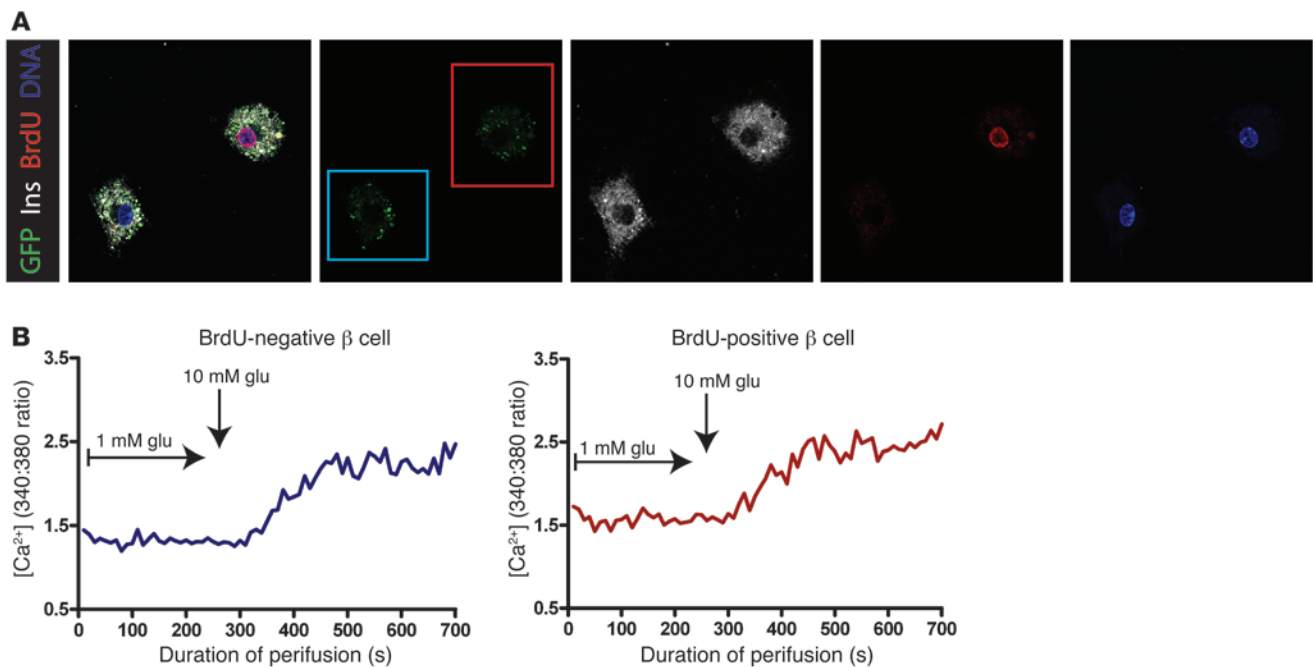 A
GFP Ins BrdU DNA
B
BrdU-negative β cell
[Ca²⁺] (340:380 ratio)
3.5
2.5
1.5
0.5
10 mM glu
1 mM glu
0 100 200 300 400 500 600 700
Duration of perifusion (s)
BrdU-positive β cell
[Ca²⁺] (340:380 ratio)
3.5
2.5
1.5
0.5
10 mM glu
1 mM glu
0 100 200 300 400 500 600 700
Duration of perifusion (s)